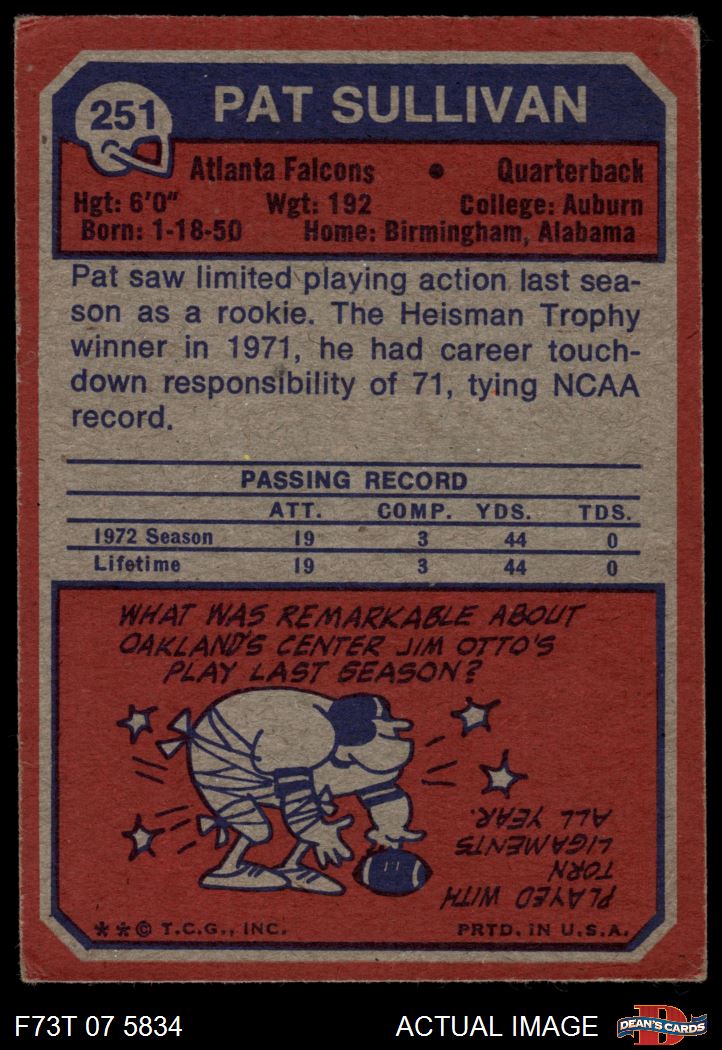 251
PAT SULLIVAN
Atlanta Falcons • Quarterback
Hgt: 6'0" Wgt: 192 College: Auburn
Born: 1-18-50 Home: Birmingham, Alabama
Pat saw limited playing action last sea-
son as a rookie. The Heisman Trophy
winner in 1971, he had career touch-
down responsibility of 71, tying NCAA
record.
PASSING RECORD
ATT. COMP. YDS. TDS.
1972 Season 19 3 44 0
Lifetime 19 3 44 0
WHAT WAS REMARKABLE ABOUT
OAKLAND'S CENTER JIM OTTO'S
PLAY LAST SEASON?
PLAYED WITH
TORN
LIGAMENTS
ALL YEAR.
**© T.C.G., INC. PRTD. IN U.S.A.
F73T 07 5834 ACTUAL IMAGE
D
DEAN'S CARDS